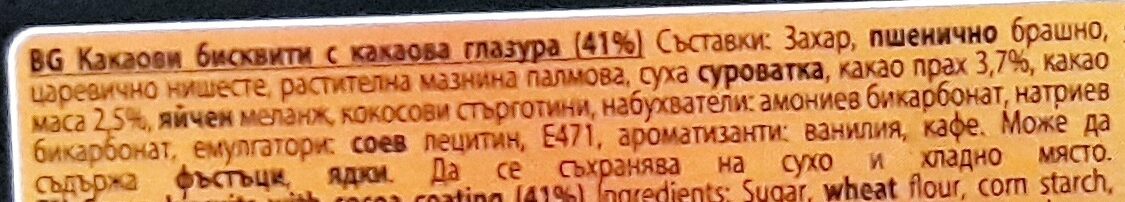 BG Какаови бисквити с какаова глазура (41%) Съставки: Захар, пшенично брашно,
царевично нишесте, растителна мазнина палмова, суха суроватка, какао прах 3,7%, какао
маса 2,5%, яйчен меланж, кокосови стърготини, набухватели: амониев бикарбонат, натриев
бикарбонат, емулгатори: соев лецитин, E471, ароматизанти: ванилия, кафе. Може да
съдържа фъстъци, ядки. Да се съхранява на сухо и хладно място.
with cocoa coating (41%) Ingredients: Sugar, wheat flour, corn starch,